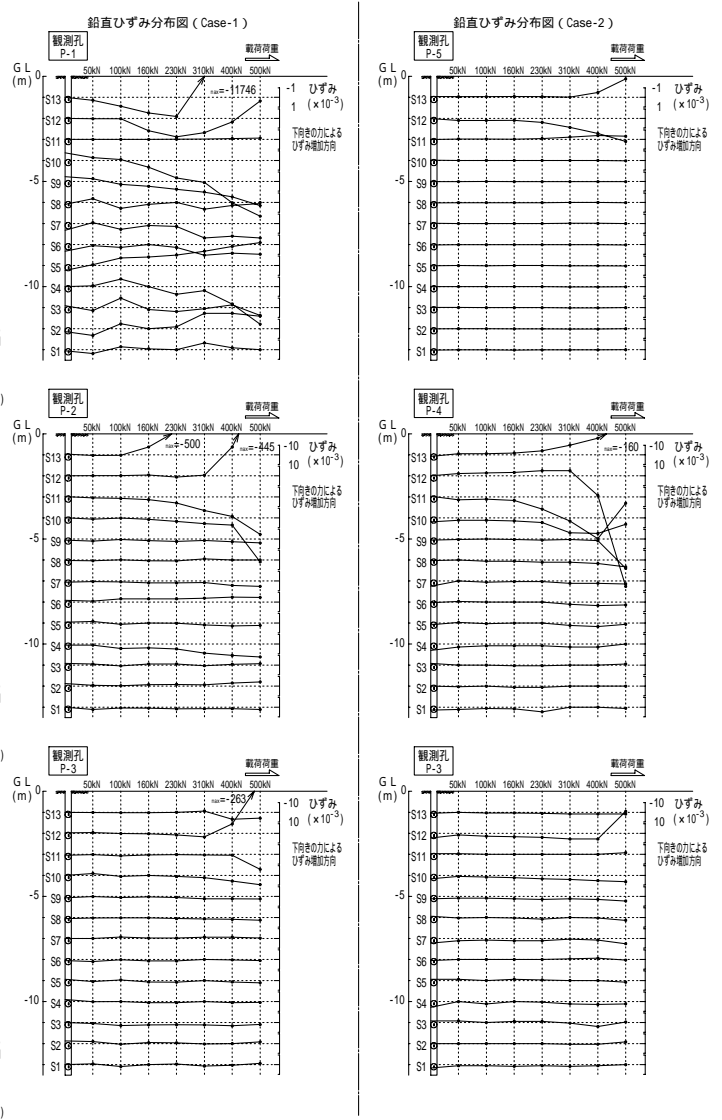 鉛直ひずみ分布図（Case-1）
観測孔
P-1
載荷荷重
GL
(m)
0
50kN 100kN 160kN 230kN 310kN 400kN 500kN
max=-11746
-1 ひずみ
1 (×10-3)
下向きの力による
ひずみ増加方向
S13
S12
S11
S10
-5
S9
S8
S7
S6
S5
-10
S4
S3
S2
S1
観測孔
P-2
載荷荷重
GL
(m)
0
50kN 100kN 160kN 230kN 310kN 400kN 500kN
max=-500
max=-445
-10 ひずみ
10 (×10-3)
下向きの力による
ひずみ増加方向
S13
S12
S11
S10
-5
S9
S8
S7
S6
S5
-10
S4
S3
S2
S1
観測孔
P-3
載荷荷重
GL
(m)
0
50kN 100kN 160kN 230kN 310kN 400kN 500kN
max=-263
-10 ひずみ
10 (×10-3)
下向きの力による
ひずみ増加方向
S13
S12
S11
S10
-5
S9
S8
S7
S6
S5
-10
S4
S3
S2
S1
鉛直ひずみ分布図（Case-2）
観測孔
P-5
載荷荷重
GL
(m)
0
50kN 100kN 160kN 230kN 310kN 400kN 500kN
-1 ひずみ
1 (×10-3)
下向きの力による
ひずみ増加方向
S13
S12
S11
S10
-5
S9
S8
S7
S6
S5
-10
S4
S3
S2
S1
観測孔
P-4
載荷荷重
GL
(m)
0
50kN 100kN 160kN 230kN 310kN 400kN 500kN
max=-160
-10 ひずみ
10 (×10-3)
下向きの力による
ひずみ増加方向
S13
S12
S11
S10
-5
S9
S8
S7
S6
S5
-10
S4
S3
S2
S1
観測孔
P-3
載荷荷重
GL
(m)
0
50kN 100kN 160kN 230kN 310kN 400kN 500kN
-10 ひずみ
10 (×10-3)
下向きの力による
ひずみ増加方向
S13
S12
S11
S10
-5
S9
S8
S7
S6
S5
-10
S4
S3
S2
S1